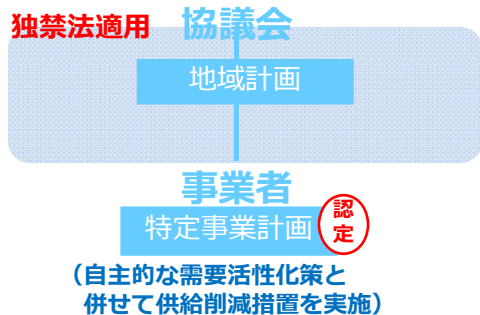 独禁法適用
協議会
地域計画
事業者
特定事業計画
認定
（自主的な需要活性化策と
併せて供給削減措置を実施）